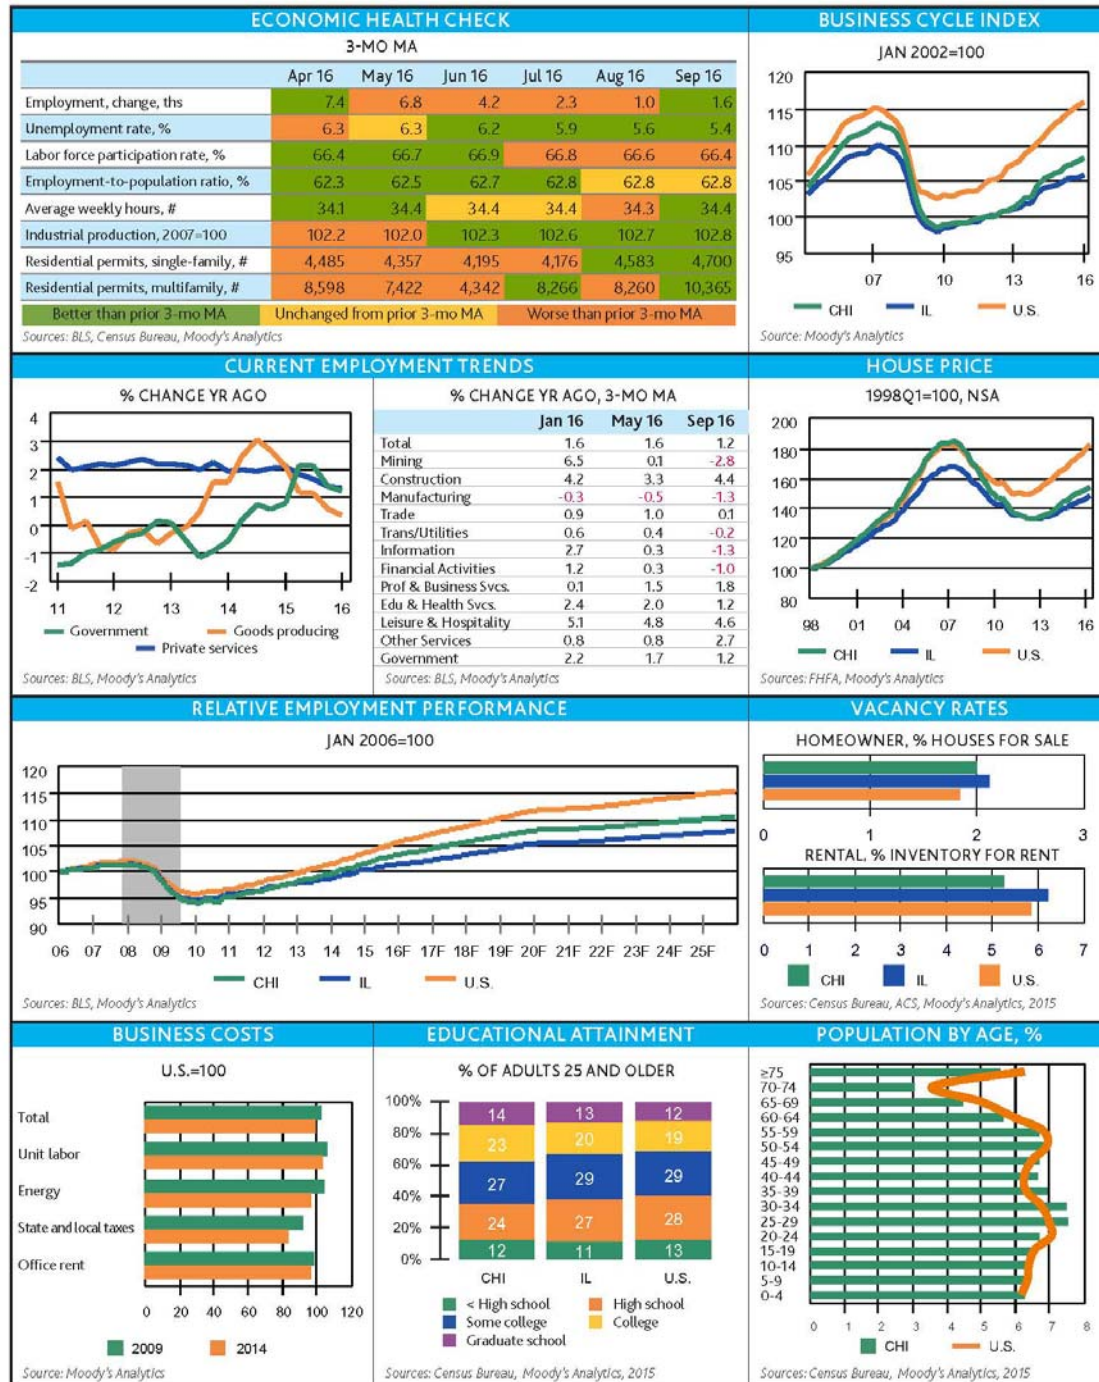 ECONOMIC HEALTH CHECK
3-MO MA
Apr 16 May 16 Jun 16 Jul 16 Aug 16 Sep 16
Employment, change, ths 7.4 6.8 4.2 2.3 1.0 1.6
Unemployment rate, % 6.3 6.3 6.2 5.9 5.6 5.4
Labor force participation rate, % 66.4 66.7 66.9 66.8 66.6 66.4
Employment-to-population ratio, % 62.3 62.5 62.7 62.8 62.8 62.8
Average weekly hours, # 34.1 34.4 34.4 34.4 34.3 34.4
Industrial production, 2007=100 102.2 102.0 102.3 102.6 102.7 102.8
Residential permits, single-family, # 4,485 4,357 4,195 4,176 4,583 4,700
Residential permits, multifamily, # 8,598 7,422 4,342 8,266 8,260 10,365
Better than prior 3-mo MA Unchanged from prior 3-mo MA Worse than prior 3-mo MA
Sources: BLS, Census Bureau, Moody's Analytics
BUSINESS CYCLE INDEX
JAN 2002=100
120
115
110
105
100
95
07 10 13 16
CHI IL U.S.
Source: Moody's Analytics
CURRENT EMPLOYMENT TRENDS
% CHANGE YR AGO
4
3
2
1
0
-1
-2
11 12 13 14 15 16
Government Goods producing
Private services
Sources: BLS, Moody's Analytics
% CHANGE YR AGO, 3-MO MA
Jan 16 May 16 Sep 16
Total 1.6 1.6 1.2
Mining 6.5 0.1 -2.8
Construction 4.2 3.3 4.4
Manufacturing -0.3 -0.5 -1.3
Trade 0.9 1.0 0.1
Trans/Utilities 0.6 0.4 -0.2
Information 2.7 0.3 -1.3
Financial Activities 1.2 0.3 -1.0
Prof & Business Svcs. 0.1 1.5 1.8
Edu & Health Svcs. 2.4 2.0 1.2
Leisure & Hospitality 5.1 4.8 4.6
Other Services 0.8 0.8 2.7
Government 2.2 1.7 1.2
Sources: BLS, Moody's Analytics
HOUSE PRICE
1998Q1=100, NSA
200
180
160
140
120
100
80
98 01 04 07 10 13 16
CHI IL U.S.
Sources: FHFA, Moody's Analytics
RELATIVE EMPLOYMENT PERFORMANCE
JAN 2006=100
120
115
110
105
100
95
90
06 07 08 09 10 11 12 13 14 15 16F 17F 18F 19F 20F 21F 22F 23F 24F 25F
CHI IL U.S.
Sources: BLS, Moody's Analytics
VACANCY RATES
HOMEOWNER, % HOUSES FOR SALE
0 1 2 3
RENTAL, % INVENTORY FOR RENT
0 1 2 3 4 5 6 7
CHI IL U.S.
Sources: Census Bureau, ACS, Moody's Analytics, 2015
BUSINESS COSTS
U.S.=100
Total
Unit labor
Energy
State and local taxes
Office rent
0 20 40 60 80 100 120
2009 2014
Source: Moody's Analytics
EDUCATIONAL ATTAINMENT
% OF ADULTS 25 AND OLDER
100%
80%
60%
40%
20%
0%
14 13 12
23 20 19
27 29 29
24 27 28
12 11 13
CHI IL U.S.
< High school High school
Some college College
Graduate school
Sources: Census Bureau, Moody's Analytics, 2015
POPULATION BY AGE, %
≥75
70-74
65-69
60-64
55-59
50-54
45-49
40-44
35-39
30-34
25-29
20-24
15-19
10-14
5-9
0-4
0 1 2 3 4 5 6 7 8
CHI U.S.
Sources: Census Bureau, Moody's Analytics, 2015